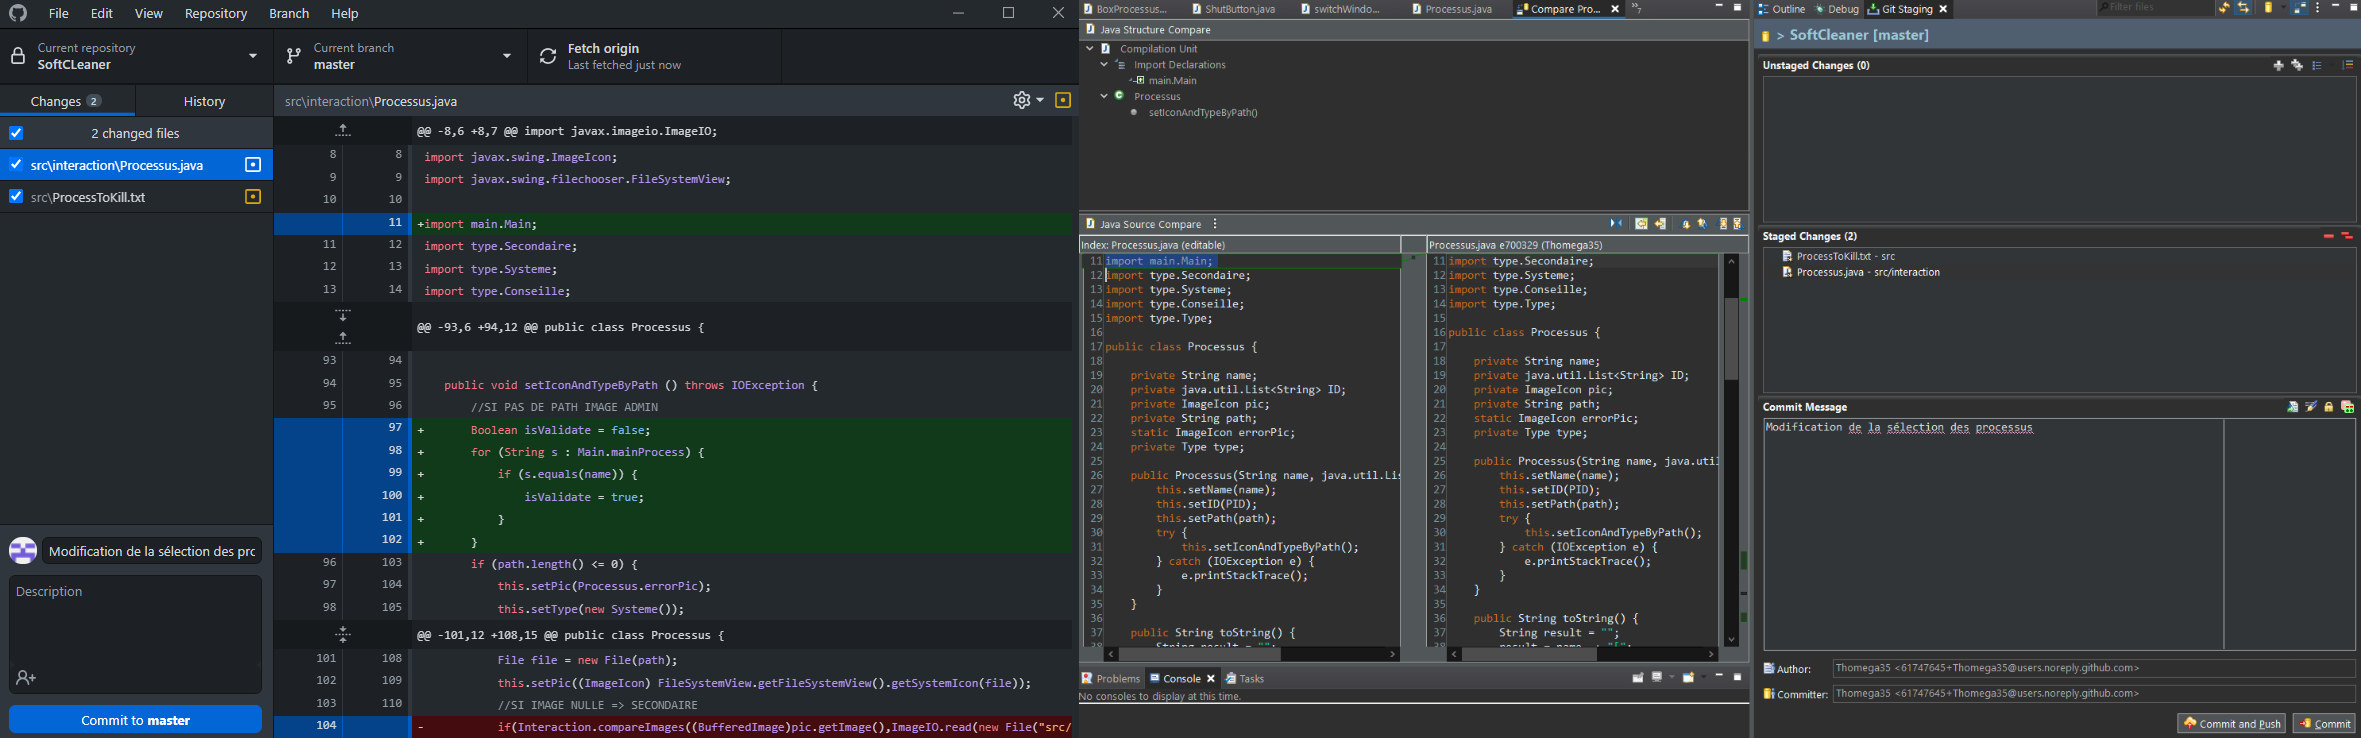 File Edit View Repository Branch Help
Current repository
SoftCLeaner
Current branch
master
Fetch origin
Last fetched just now
Changes 2
History
2 changed files
src\interaction\Processus.java
src\ProcessToKill.txt
Modification de la sélection des prc
Description
Commit to master
src\interaction\Processus.java
@@ -8,6 +8,7 @@ import javax.imageio.ImageIO;
8 8 import javax.swing.ImageIcon;
9 9 import javax.swing.filechooser.FileSystemView;
10 10
11 +import main.Main;
11 12 import type.Secondaire;
12 13 import type.Systeme;
13 14 import type.Conseille;
@@ -93,6 +94,12 @@ public class Processus {
93 94
94 95 public void setIconAndTypeByPath () throws IOException {
95 96 //SI PAS DE PATH IMAGE ADMIN
97 + Boolean isValidate = false;
98 + for (String s : Main.mainProcess) {
99 + if (s.equals(name)) {
100 + isValidate = true;
101 + }
102 + }
96 103 if (path.length() <= 0) {
97 104 this.setPic(Processus.errorPic);
98 105 this.setType(new Systeme());
@@ -101,12 +108,15 @@ public class Processus {
101 108 File file = new File(path);
102 109 this.setPic((ImageIcon) FileSystemView.getFileSystemView().getSystemIcon(file));
103 110 //SI IMAGE NULLE => SECONDAIRE
104 - if(Interaction.compareImages((BufferedImage)pic.getImage(),ImageIO.read(new File("src/
BoxProcessus... ShutButton.java switchWindo... Processus.java Compare Pro... 7
Java Structure Compare
Compilation Unit
Import Declarations
main.Main
Processus
setIconAndTypeByPath()
Java Source Compare
Index: Processus.java (editable)
11 import main.Main;
12 import type.Secondaire;
13 import type.Systeme;
14 import type.Conseille;
15 import type.Type;
16
17 public class Processus {
18
19 private String name;
20 private java.util.List<String> ID;
21 private ImageIcon pic;
22 private String path;
23 static ImageIcon errorPic;
24 private Type type;
25
26 public Processus(String name, java.util.Lis
27 this.setName(name);
28 this.setID(PID);
29 this.setPath(path);
30 try {
31 this.setIconAndTypeByPath();
32 } catch (IOException e) {
33 e.printStackTrace();
34 }
35 }
36
37 public String toString() {
38 String result = "";
Processus.java e700329 (Thomega35)
11 import type.Secondaire;
12 import type.Systeme;
13 import type.Conseille;
14 import type.Type;
15
16 public class Processus {
17
18 private String name;
19 private java.util.List<String> ID;
20 private ImageIcon pic;
21 private String path;
22 static ImageIcon errorPic;
23 private Type type;
24
25 public Processus(String name, java.util
26 this.setName(name);
27 this.setID(PID);
28 this.setPath(path);
29 try {
30 this.setIconAndTypeByPath();
31 } catch (IOException e) {
32 e.printStackTrace();
33 }
34 }
35
36 public String toString() {
37 String result = "";
38 result = name + "[";
Problems Console Tasks
No consoles to display at this time.
Outline Debug Git Staging
Filter files
> SoftCleaner [master]
Unstaged Changes (0)
Staged Changes (2)
ProcessToKill.txt - src
Processus.java - src/interaction
Commit Message
Modification de la sélection des processus
Author: Thomega35 <61747645+Thomega35@users.noreply.github.com>
Committer: Thomega35 <61747645+Thomega35@users.noreply.github.com>
Commit and Push Commit